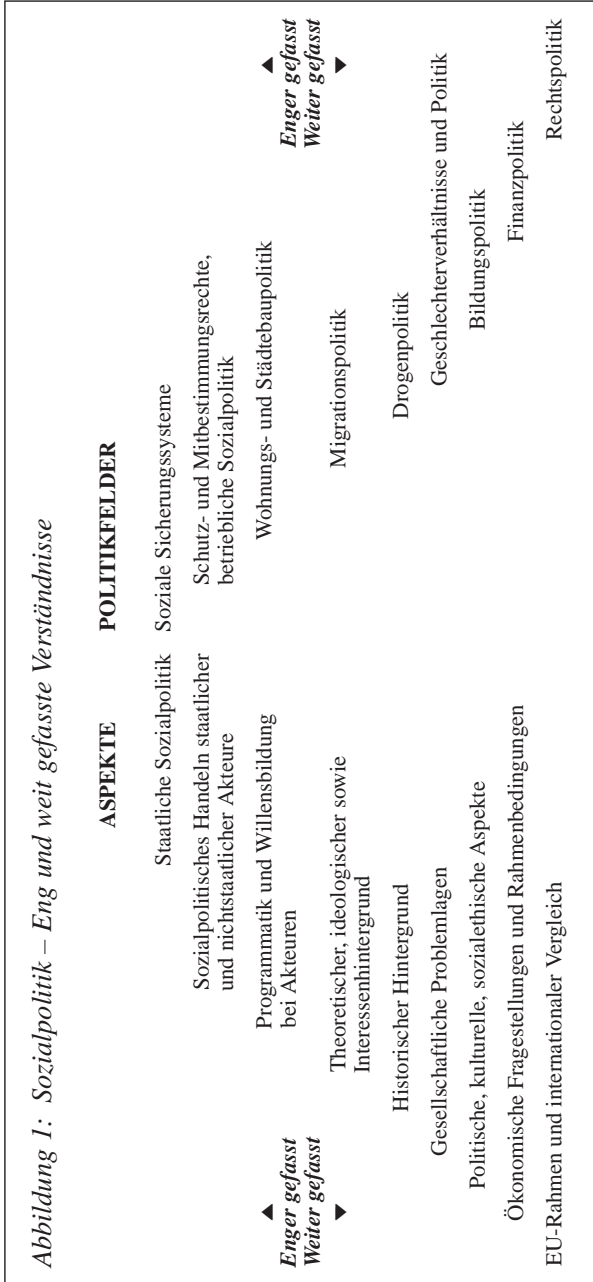 Abbildung 1: Sozialpolitik – Eng und weit gefasste Verständnisse
ASPEKTE
POLITIKFELDER
Staatliche Sozialpolitik
Soziale Sicherungssysteme
Sozialpolitisches Handeln staatlicher
und nichtstaatlicher Akteure
Schutz- und Mitbestimmungsrechte,
betriebliche Sozialpolitik
Programmatik und Willensbildung
bei Akteuren
Wohnungs- und Städtebaupolitik
Enger gefasst
Weiter gefasst
Enger gefasst
Weiter gefasst
Theoretischer, ideologischer sowie
Interessenhintergrund
Migrationspolitik
Historischer Hintergrund
Drogenpolitik
Gesellschaftliche Problemlagen
Geschlechterverhältnisse und Politik
Politische, kulturelle, sozialethische Aspekte
Bildungspolitik
Ökonomische Fragestellungen und Rahmenbedingungen
Finanzpolitik
EU-Rahmen und internationaler Vergleich
Rechtspolitik